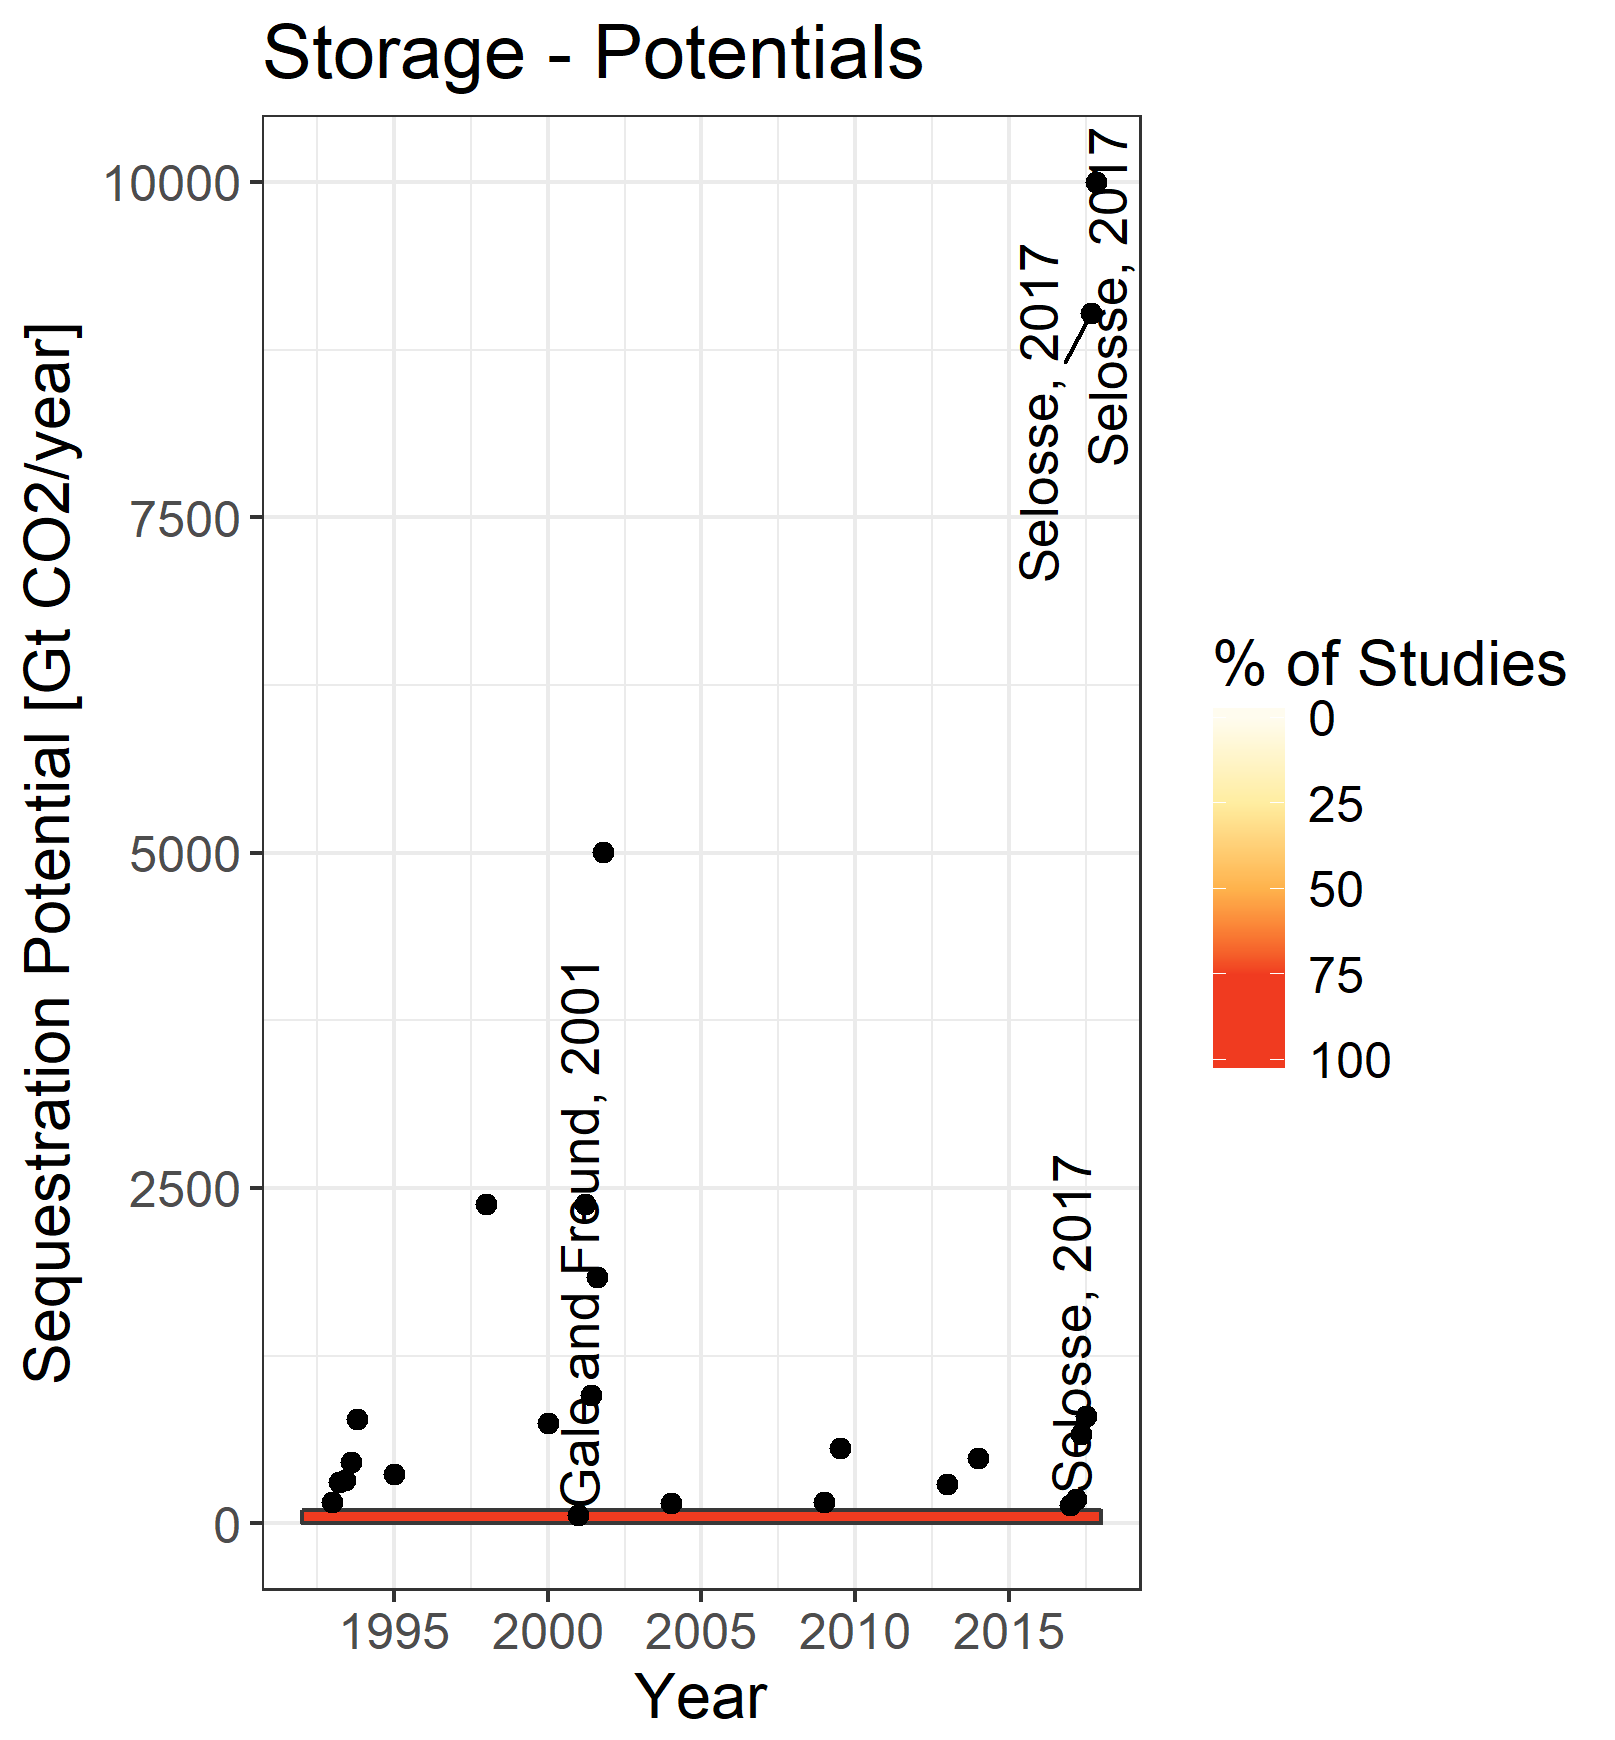 Storage - Potentials
Sequestration Potential [Gt CO2/year]
10000
7500
5000
2500
0
Selosse, 2017
Selosse, 2017
Gale and Freund, 2001
Selosse, 2017
1995
2000
2005
2010
2015
Year
% of Studies
0
25
50
75
100